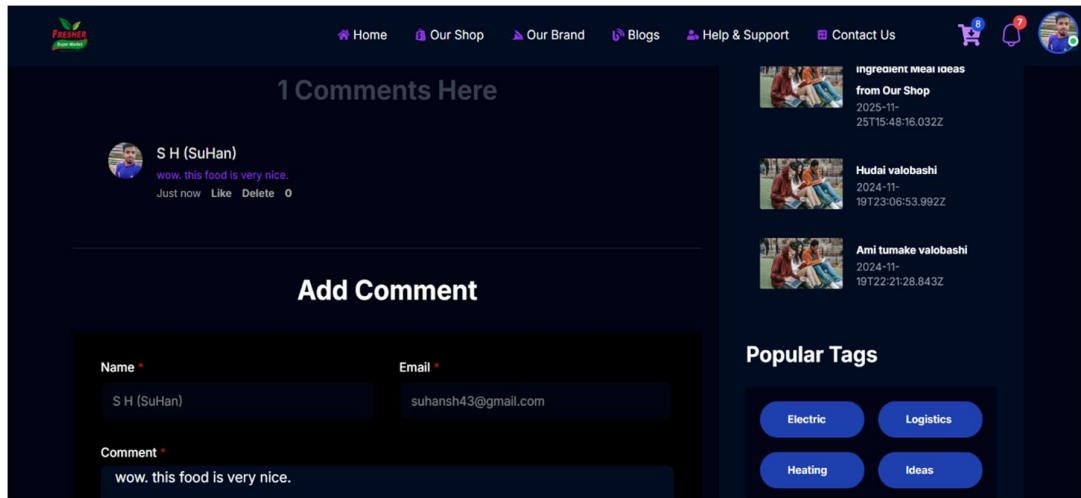 FRESHER
Super Market
Home
Our Shop
Our Brand
Blogs
Help & Support
Contact Us
8
7
1 Comments Here
S H (SuHan)
wow. this food is very nice.
Just now Like Delete 0
Add Comment
Name *
S H (SuHan)
Email *
suhansh43@gmail.com
Comment *
wow. this food is very nice.
Ingredient Meal Ideas
from Our Shop
2025-11-
25T15:48:16.032Z
Hudai valobashi
2024-11-
19T23:06:53.992Z
Ami tumake valobashi
2024-11-
19T22:21:28.843Z
Popular Tags
Electric
Logistics
Heating
Ideas